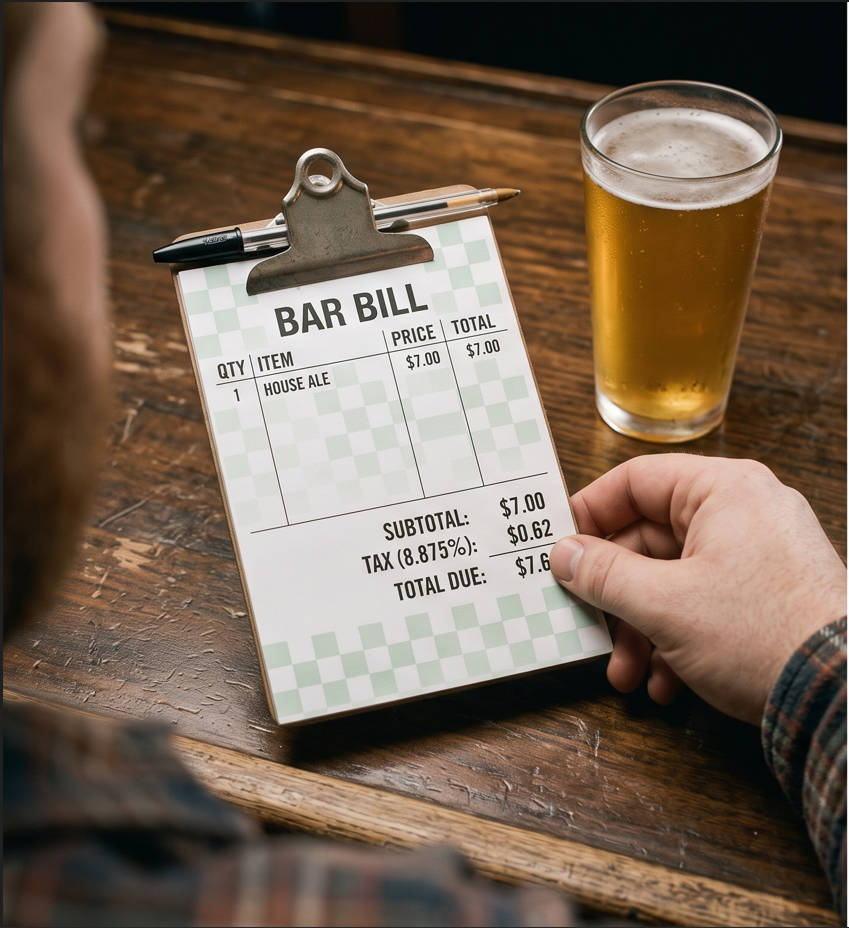 BAR BILL
QTY ITEM PRICE TOTAL
1 HOUSE ALE $7.00 $7.00
SUBTOTAL: $7.00
TAX (8.875%): $0.62
TOTAL DUE: $7.6